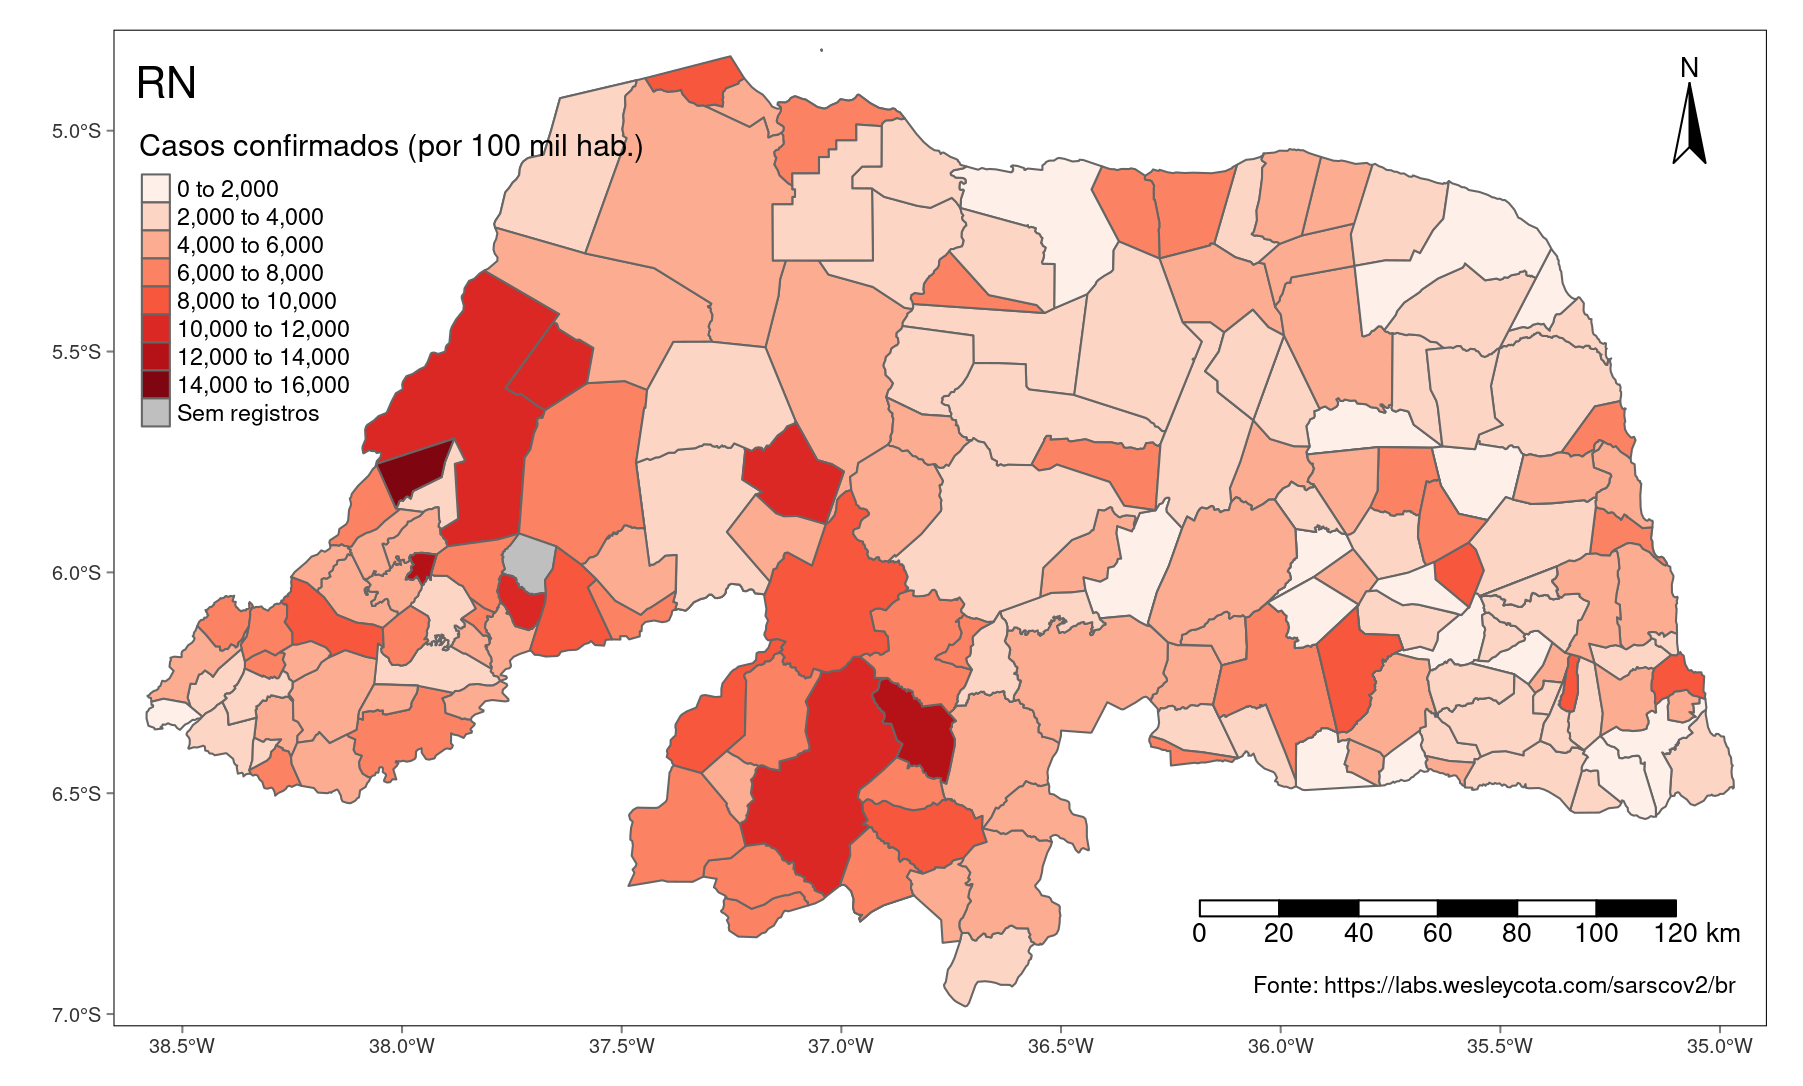 RN
N
Casos confirmados (por 100 mil hab.)
0 to 2,000
2,000 to 4,000
4,000 to 6,000
6,000 to 8,000
8,000 to 10,000
10,000 to 12,000
12,000 to 14,000
14,000 to 16,000
Sem registros
5.0°S
5.5°S
6.0°S
6.5°S
7.0°S
0 20 40 60 80 100 120 km
Fonte: https://labs.wesleycota.com/sarscov2/br
38.5°W 38.0°W 37.5°W 37.0°W 36.5°W 36.0°W 35.5°W 35.0°W